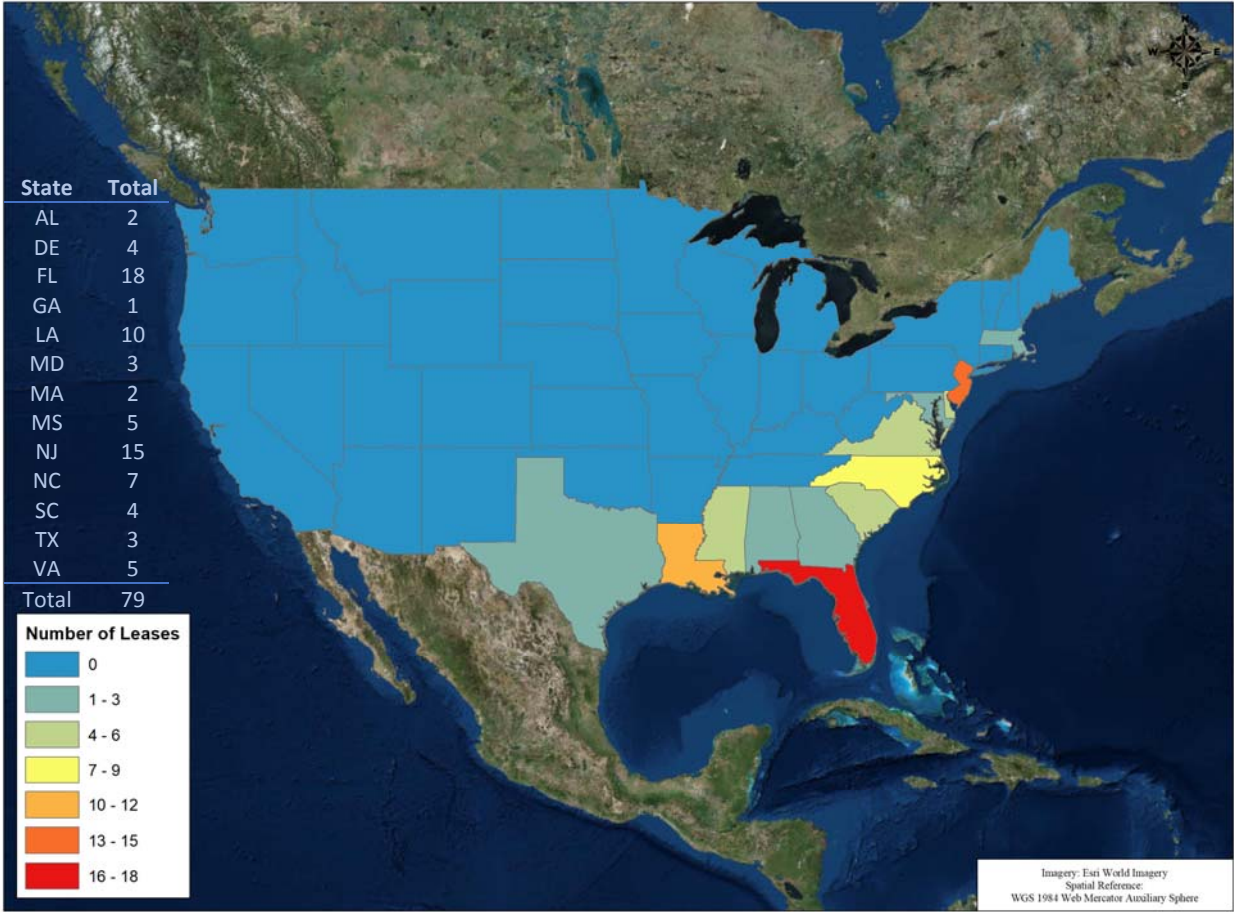 N
W E
S
State Total
AL 2
DE 4
FL 18
GA 1
LA 10
MD 3
MA 2
MS 5
NJ 15
NC 7
SC 4
TX 3
VA 5
Total 79
Number of Leases
0
1 - 3
4 - 6
7 - 9
10 - 12
13 - 15
16 - 18
Imagery: Esri World Imagery
Spatial Reference:
WGS 1984 Web Mercator Auxiliary Sphere